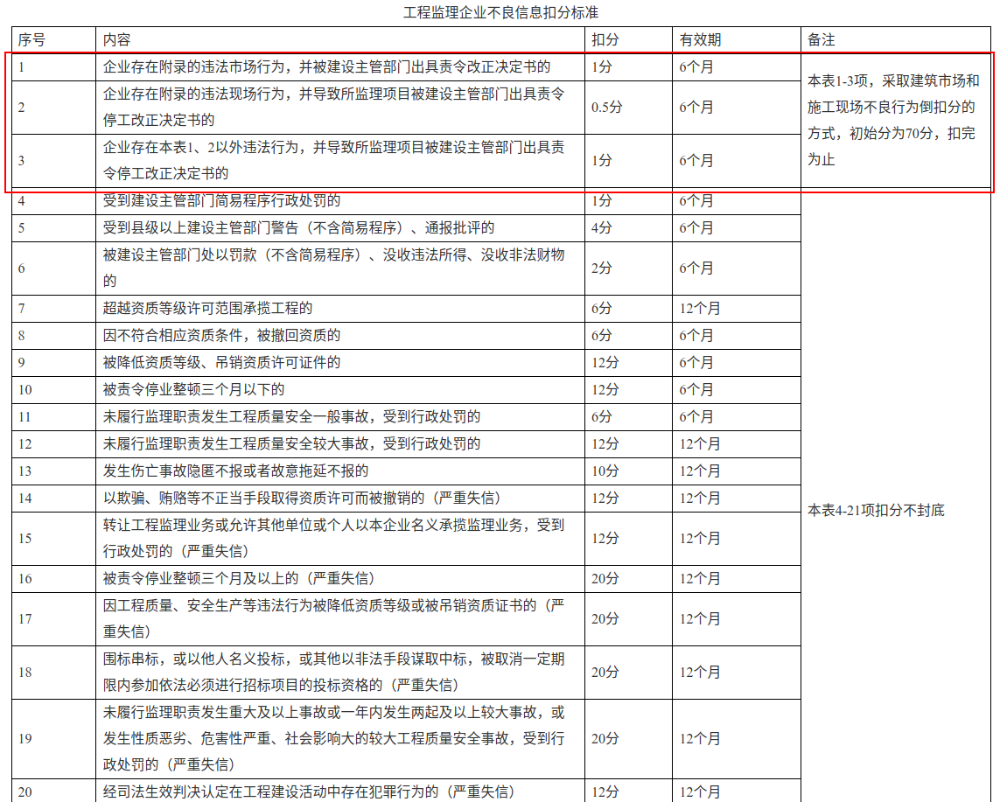 工程监理企业不良信息扣分标准
序号 内容 扣分 有效期 备注
1 企业存在附录的违法市场行为，并被建设主管部门出具责令改正决定书的 1分 6个月
本表1-3项，采取建筑市场和
施工现场不良行为倒扣分的
方式，初始分为70分，扣完
为止
2 企业存在附录的违法现场行为，并导致所监理项目被建设主管部门出具责令
停工改正决定书的 0.5分 6个月
3 企业存在本表1、2以外违法行为，并导致所监理项目被建设主管部门出具责
令停工改正决定书的 1分 6个月
4 受到建设主管部门简易程序行政处罚的 1分 6个月
5 受到县级以上建设主管部门警告（不含简易程序）、通报批评的 4分 6个月
6 被建设主管部门处以罚款（不含简易程序）、没收违法所得、没收非法财物
的 2分 6个月
7 超越资质等级许可范围承揽工程的 6分 12个月
8 因不符合相应资质条件，被撤回资质的 6分 6个月
9 被降低资质等级、吊销资质许可证件的 12分 6个月
10 被责令停业整顿三个月以下的 12分 6个月
11 未履行监理职责发生工程质量安全一般事故，受到行政处罚的 6分 6个月
12 未履行监理职责发生工程质量安全较大事故，受到行政处罚的 12分 12个月
13 发生伤亡事故隐匿不报或者故意拖延不报的 10分 12个月
14 以欺骗、贿赂等不正当手段取得资质许可而被撤销的（严重失信） 12分 12个月
本表4-21项扣分不封底
15 转让工程监理业务或允许其他单位或个人以本企业名义承揽监理业务，受到
行政处罚的（严重失信） 12分 12个月
16 被责令停业整顿三个月及以上的（严重失信） 20分 12个月
17 因工程质量、安全生产等违法行为被降低资质等级或被吊销资质证书的（严
重失信） 20分 12个月
18 围标串标，或以他人名义投标，或其他以非法手段谋取中标，被取消一定期
限内参加依法必须进行招标项目的投标资格的（严重失信） 20分 12个月
19 未履行监理职责发生重大及以上事故或一年内发生两起及以上较大事故，或
发生性质恶劣、危害性严重、社会影响大的较大工程质量安全事故，受到行
政处罚的（严重失信） 20分 12个月
20 经司法生效判决认定在工程建设活动中存在犯罪行为的（严重失信） 12分 12个月